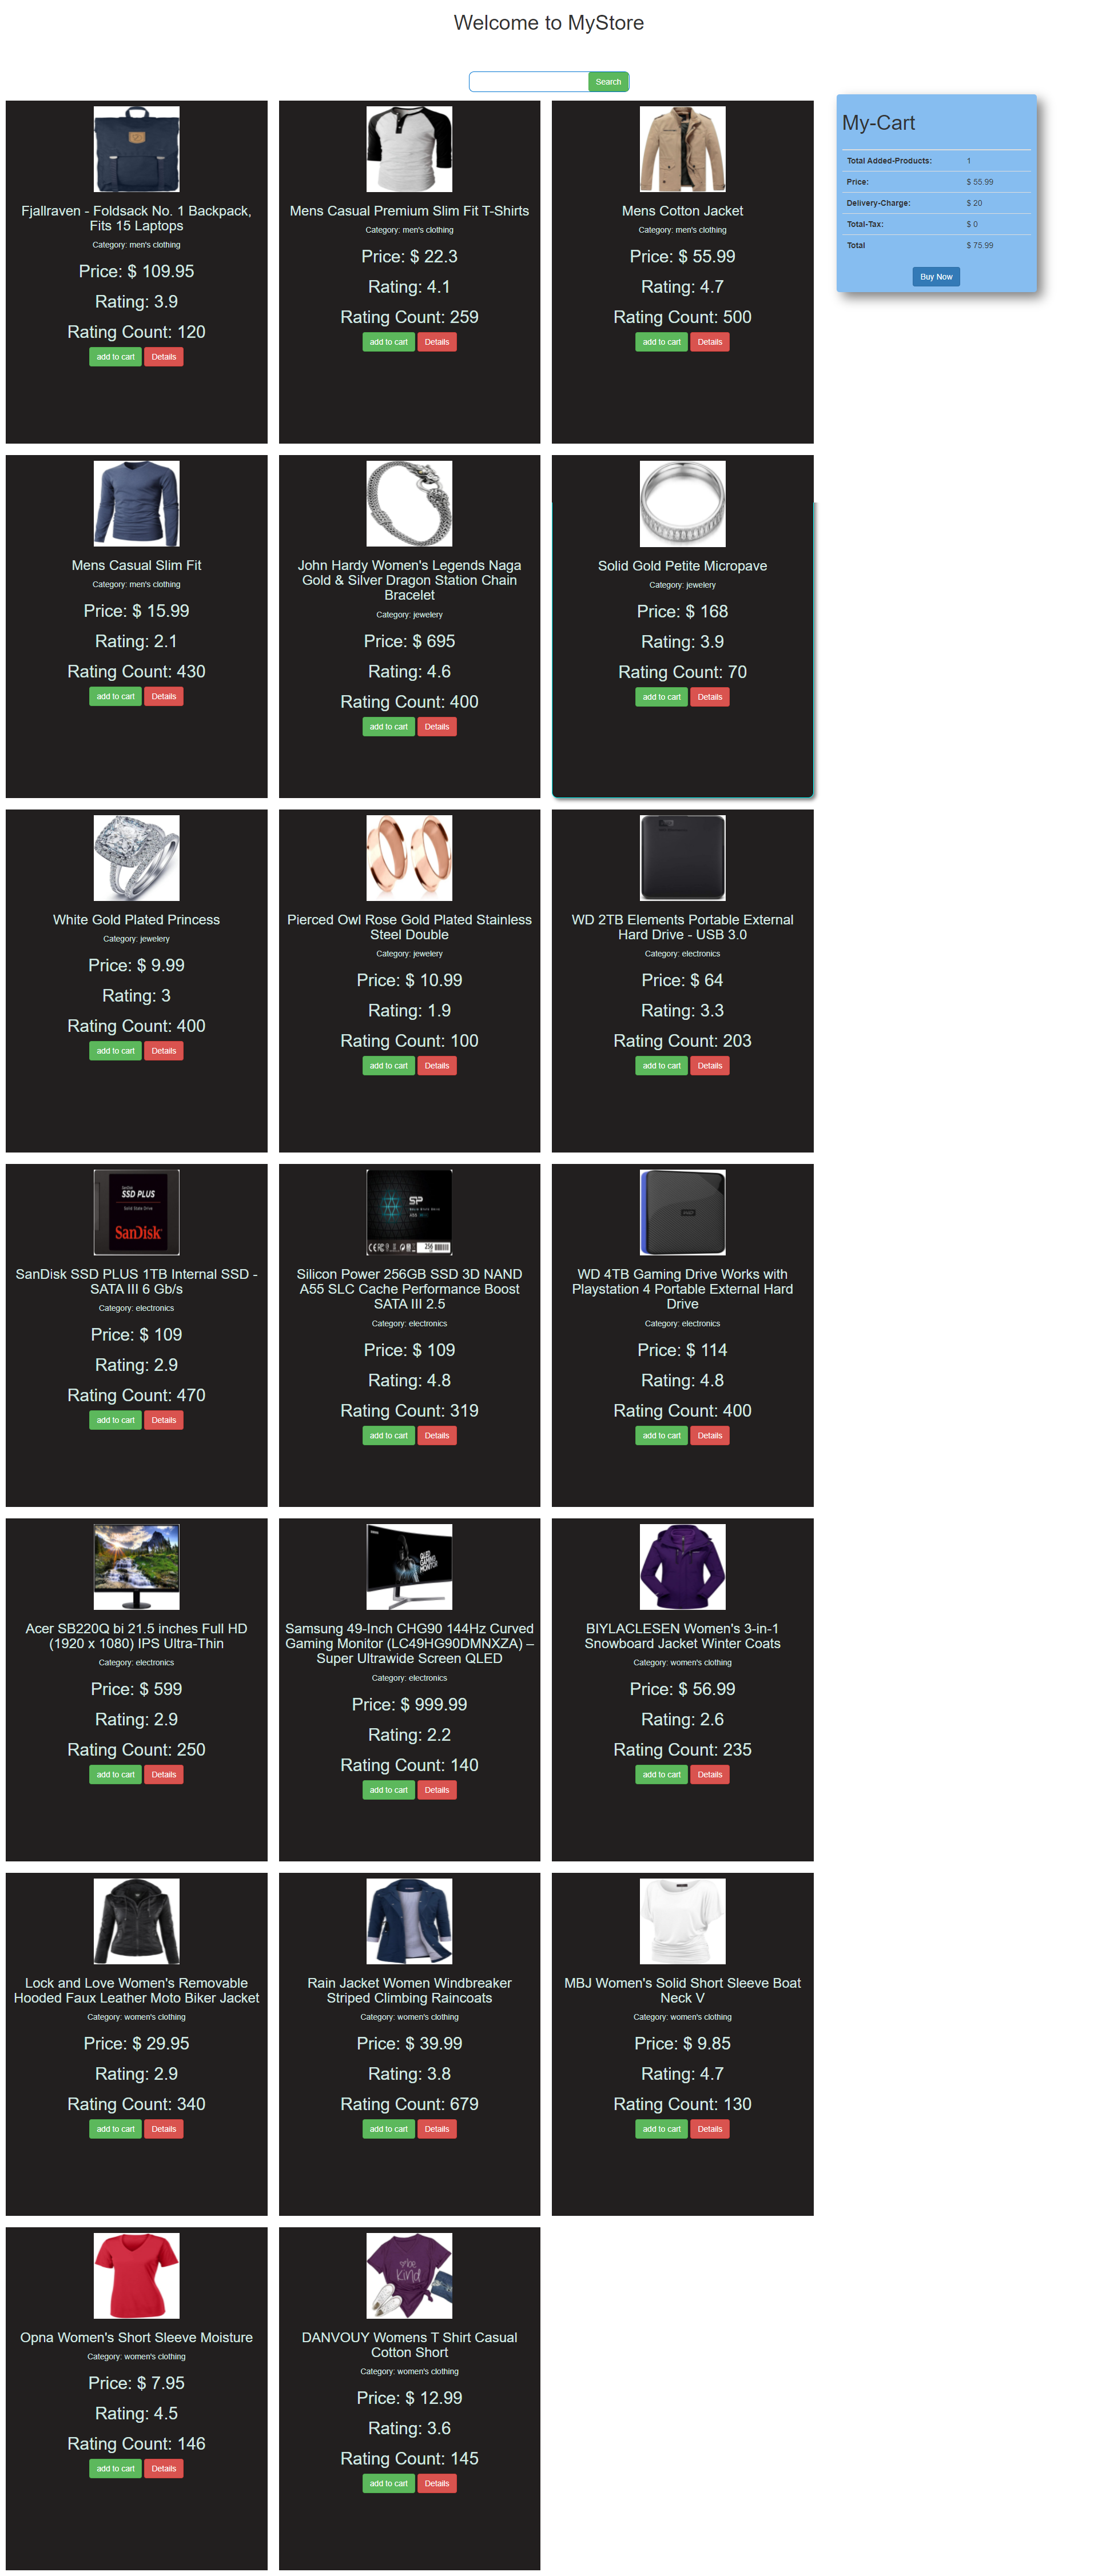 Welcome to MyStore
Search
My-Cart
Total Added-Products: 1
Price: $ 55.99
Delivery-Charge: $ 20
Total-Tax: $ 0
Total $ 75.99
Buy Now
Fjallraven - Foldsack No. 1 Backpack,
Fits 15 Laptops
Category: men's clothing
Price: $ 109.95
Rating: 3.9
Rating Count: 120
add to cart Details
Mens Casual Premium Slim Fit T-Shirts
Category: men's clothing
Price: $ 22.3
Rating: 4.1
Rating Count: 259
add to cart Details
Mens Cotton Jacket
Category: men's clothing
Price: $ 55.99
Rating: 4.7
Rating Count: 500
add to cart Details
Mens Casual Slim Fit
Category: men's clothing
Price: $ 15.99
Rating: 2.1
Rating Count: 430
add to cart Details
John Hardy Women's Legends Naga
Gold & Silver Dragon Station Chain
Bracelet
Category: jewelery
Price: $ 695
Rating: 4.6
Rating Count: 400
add to cart Details
Solid Gold Petite Micropave
Category: jewelery
Price: $ 168
Rating: 3.9
Rating Count: 70
add to cart Details
White Gold Plated Princess
Category: jewelery
Price: $ 9.99
Rating: 3
Rating Count: 400
add to cart Details
Pierced Owl Rose Gold Plated Stainless
Steel Double
Category: jewelery
Price: $ 10.99
Rating: 1.9
Rating Count: 100
add to cart Details
WD 2TB Elements Portable External
Hard Drive - USB 3.0
Category: electronics
Price: $ 64
Rating: 3.3
Rating Count: 203
add to cart Details
SanDisk
SSD PLUS
Solid State Drive
SanDisk
SanDisk SSD PLUS 1TB Internal SSD -
SATA III 6 Gb/s
Category: electronics
Price: $ 109
Rating: 2.9
Rating Count: 470
add to cart Details
SP
256
Silicon Power 256GB SSD 3D NAND
A55 SLC Cache Performance Boost
SATA III 2.5
Category: electronics
Price: $ 109
Rating: 4.8
Rating Count: 319
add to cart Details
WD 4TB Gaming Drive Works with
Playstation 4 Portable External Hard
Drive
Category: electronics
Price: $ 114
Rating: 4.8
Rating Count: 400
add to cart Details
Acer SB220Q bi 21.5 inches Full HD
(1920 x 1080) IPS Ultra-Thin
Category: electronics
Price: $ 599
Rating: 2.9
Rating Count: 250
add to cart Details
QLED
GAMING
MONITOR
Samsung 49-Inch CHG90 144Hz Curved
Gaming Monitor (LC49HG90DMNXZA) –
Super Ultrawide Screen QLED
Category: electronics
Price: $ 999.99
Rating: 2.2
Rating Count: 140
add to cart Details
BIYLACLESEN Women's 3-in-1
Snowboard Jacket Winter Coats
Category: women's clothing
Price: $ 56.99
Rating: 2.6
Rating Count: 235
add to cart Details
Lock and Love Women's Removable
Hooded Faux Leather Moto Biker Jacket
Category: women's clothing
Price: $ 29.95
Rating: 2.9
Rating Count: 340
add to cart Details
Rain Jacket Women Windbreaker
Striped Climbing Raincoats
Category: women's clothing
Price: $ 39.99
Rating: 3.8
Rating Count: 679
add to cart Details
MBJ Women's Solid Short Sleeve Boat
Neck V
Category: women's clothing
Price: $ 9.85
Rating: 4.7
Rating Count: 130
add to cart Details
Opna Women's Short Sleeve Moisture
Category: women's clothing
Price: $ 7.95
Rating: 4.5
Rating Count: 146
add to cart Details
be
kind
DANVOUY Womens T Shirt Casual
Cotton Short
Category: women's clothing
Price: $ 12.99
Rating: 3.6
Rating Count: 145
add to cart Details